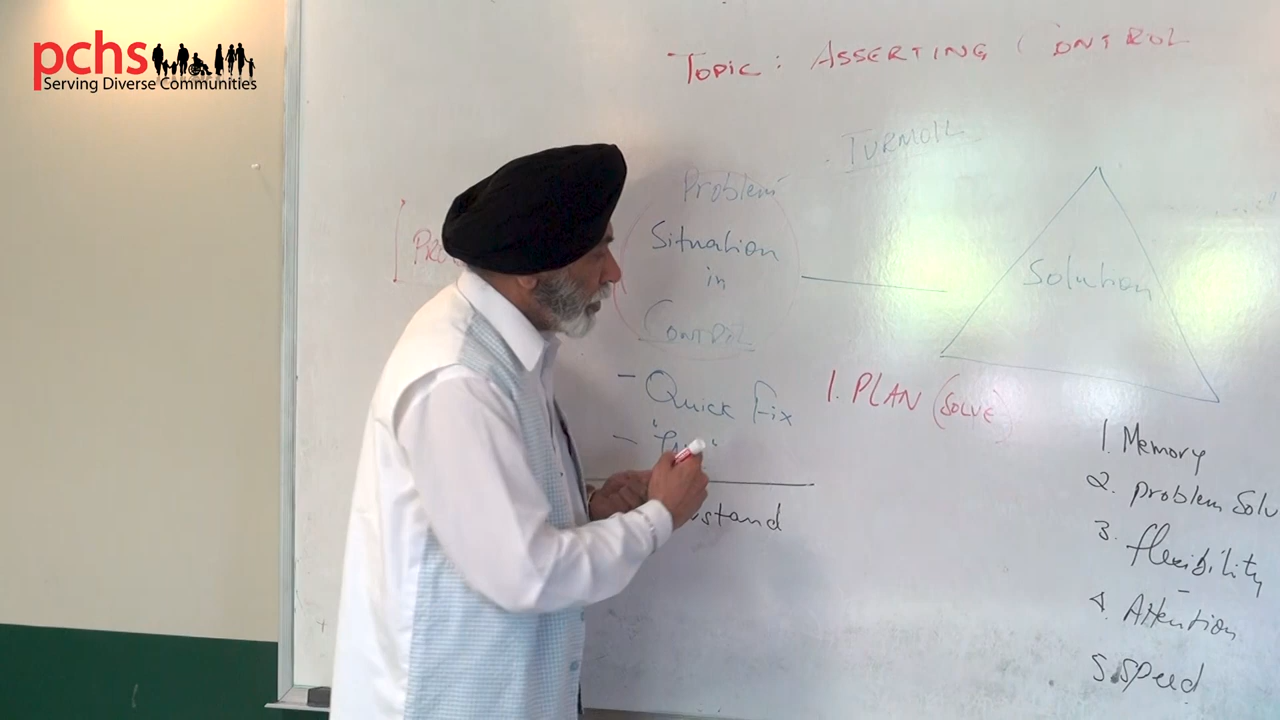 pchs
Serving Diverse Communities
Topic: ASSERTING CONTROL
TURMOIL
Problem
Situation
in
CONTROL
- Quick Fix
Solution
1. PLAN (SOLVE)
1. Memory
2. problem Solv
3. flexibility
4. Attention
5. Speed